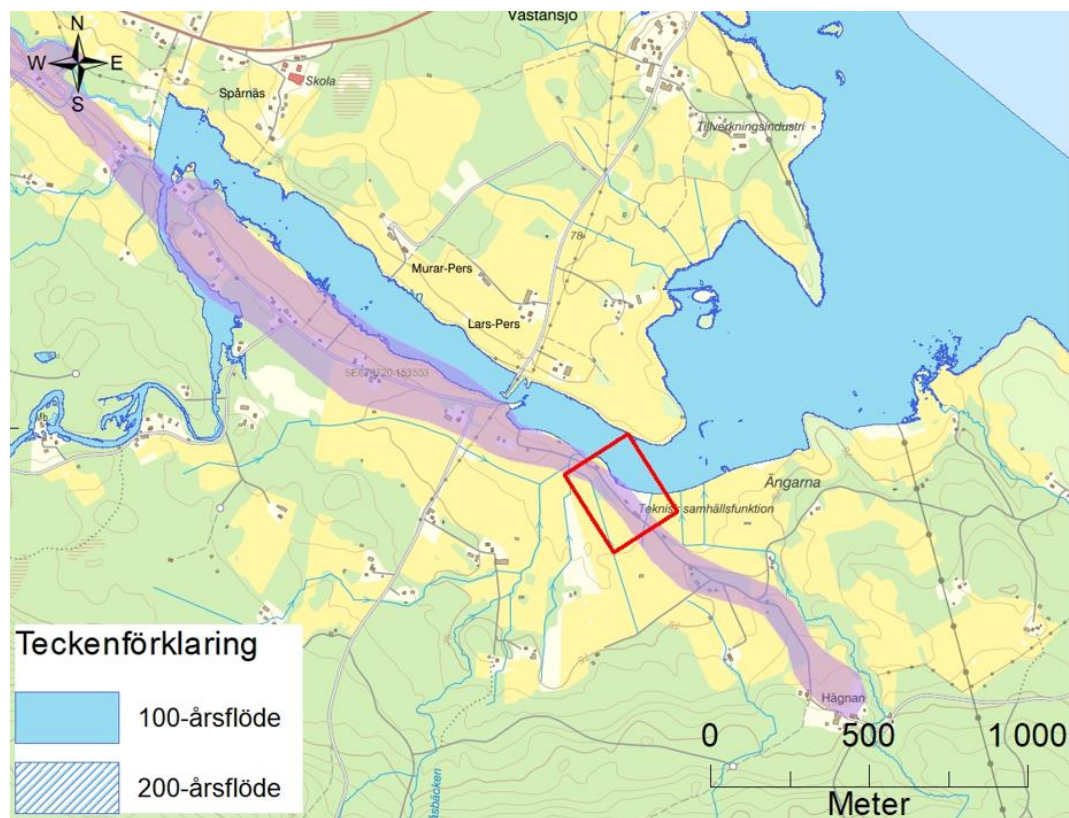 Västansjö
N
W E
S
Skola
Spårnäs
Tillverkningsindustri
78
Murar-Pers
Lars-Pers
75
Ängarna
Teknisk samhällsfunktion
Hägnan
Teckenförklaring
100-årsflöde
200-årsflöde
0 500 1 000
Meter